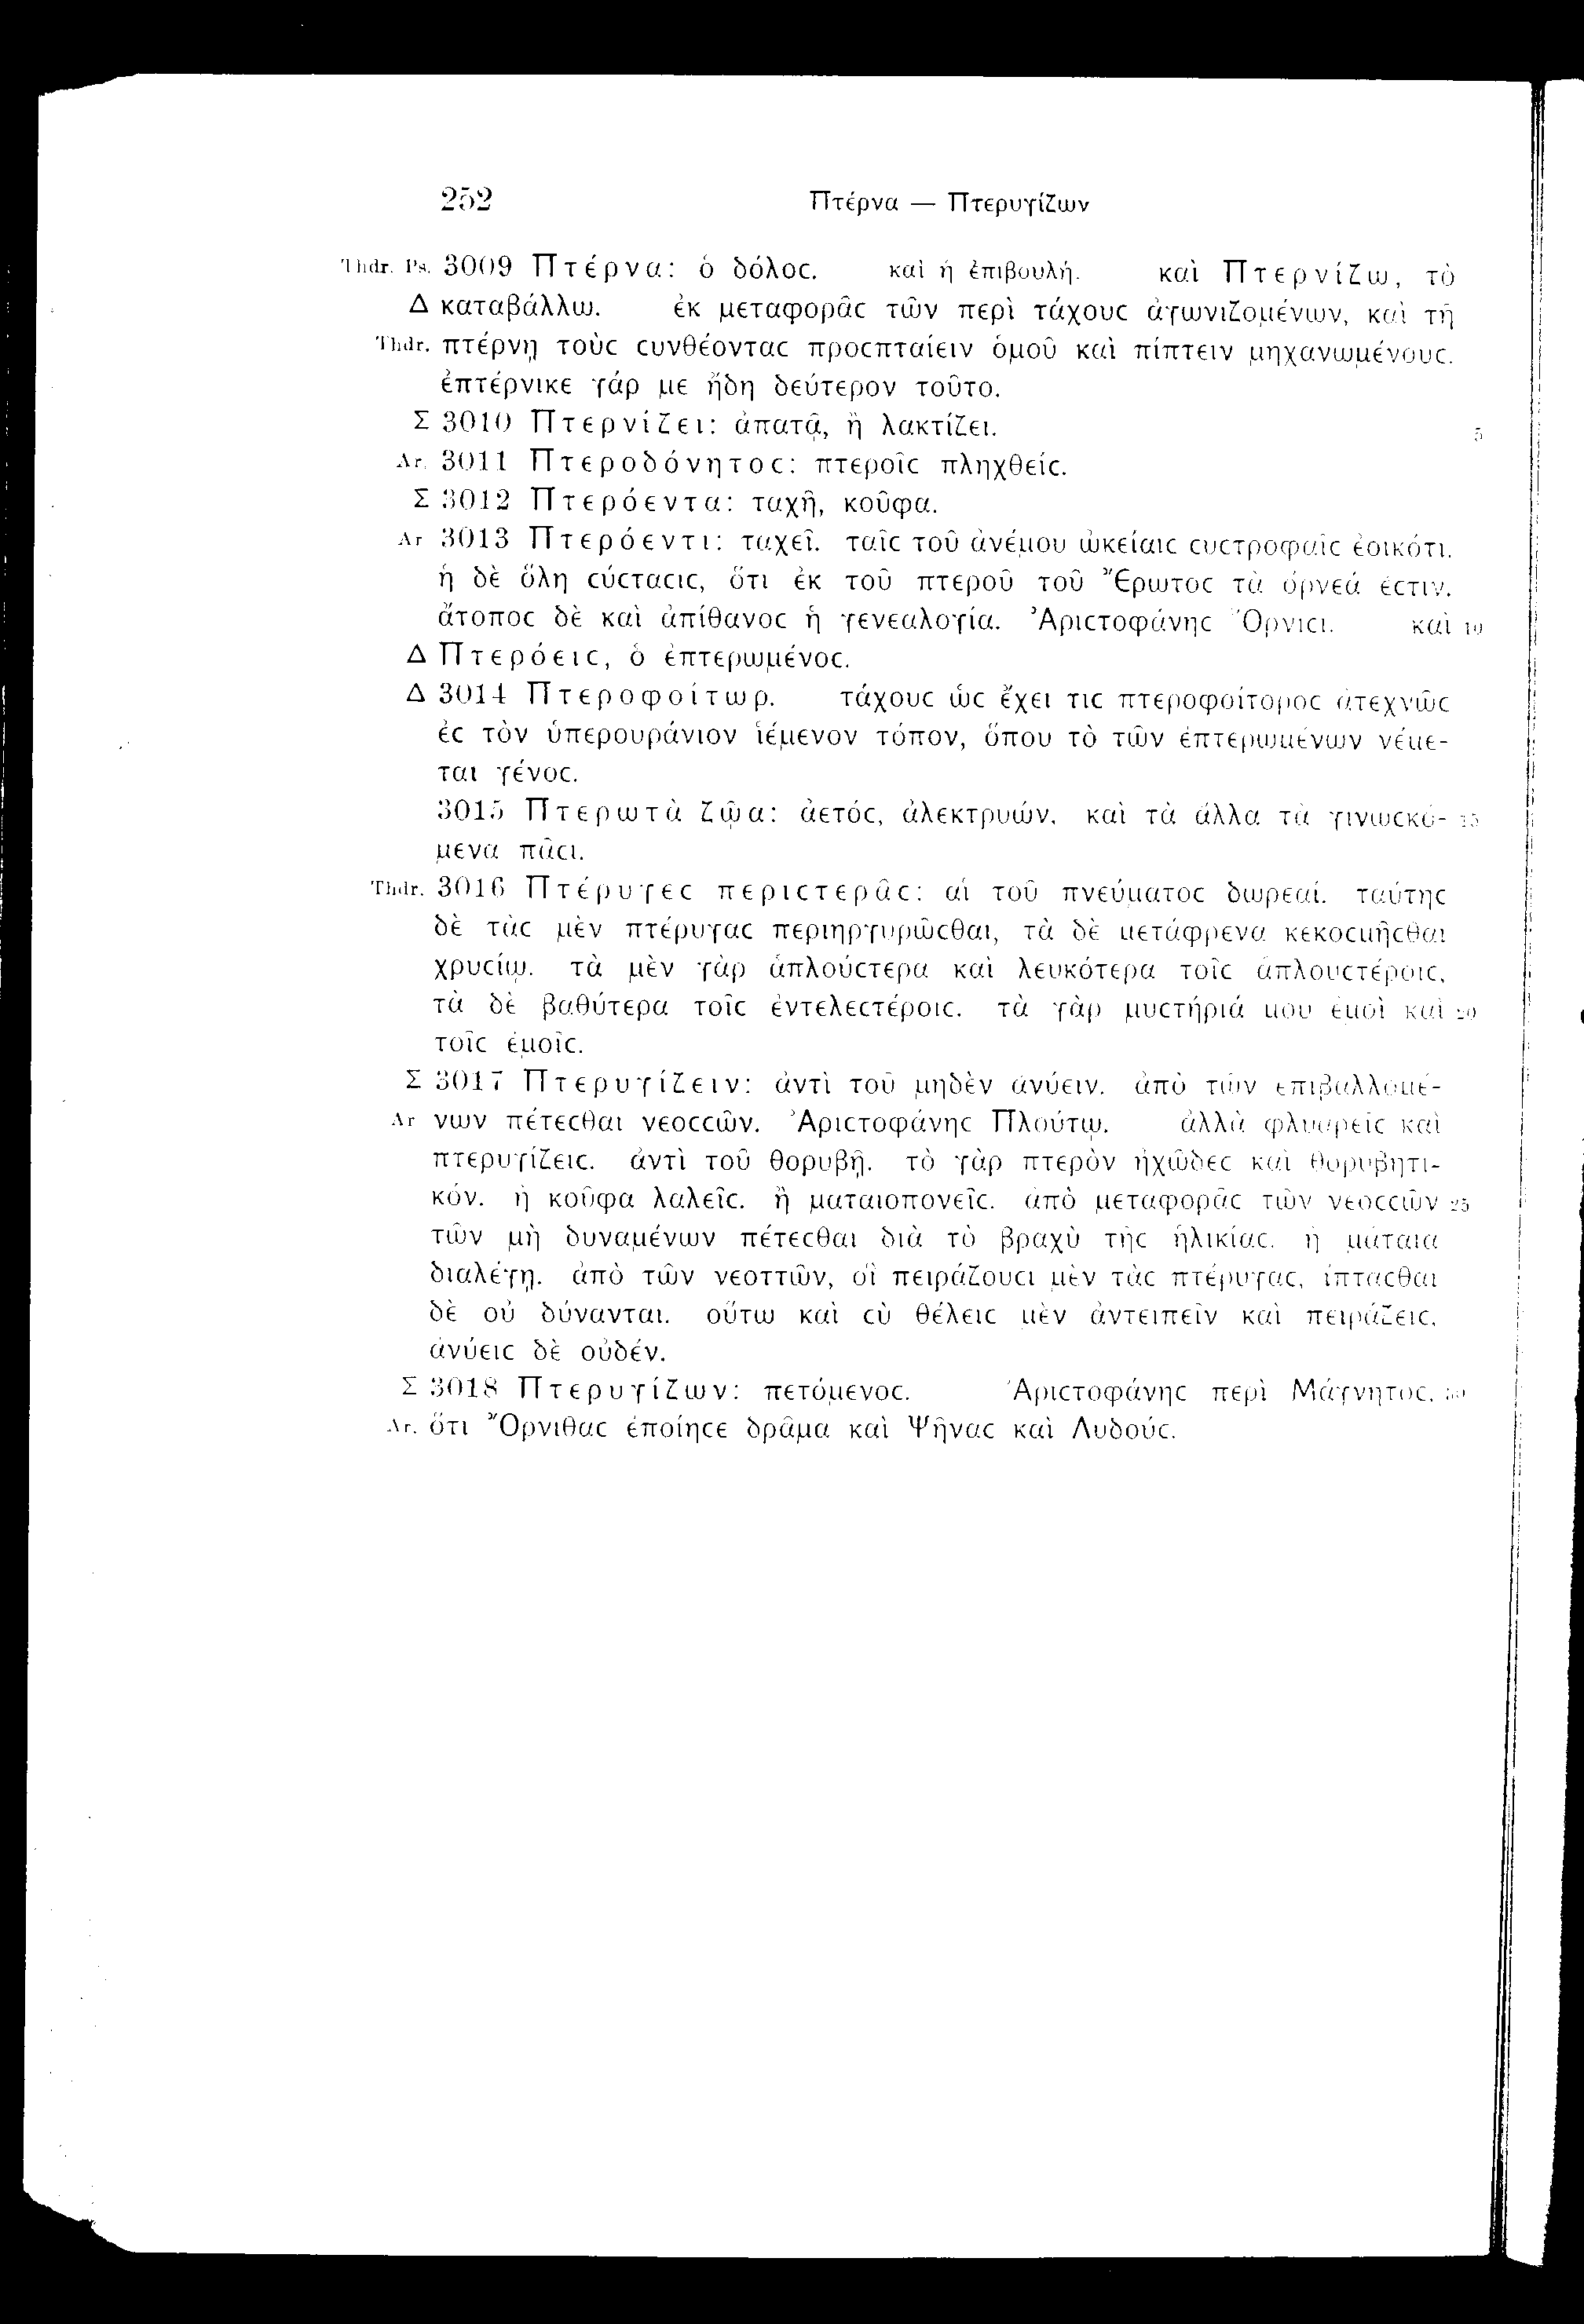 252 Πτέρνα — Πτερυγίζων
Thdr. Ps. 3009 Πτέρνα: ὁ δόλοϲ. καὶ ἡ ἐπιβουλή. καὶ Πτερνίζω, τὸ
Δ καταβάλλω. ἐκ μεταφορᾶϲ τῶν περὶ τάχουϲ ἀγωνιζομένων, καὶ τῇ
Thdr. πτέρνῃ τοὺϲ ϲυνθέονταϲ προϲπταίειν ὁμοῦ καὶ πίπτειν μηχανωμένουϲ.
ἐπτέρνικε γάρ με ἤδη δεύτερον τοῦτο.
Σ 3010 Πτερνίζει: ἀπατᾷ, ἢ λακτίζει. 5
Ar. 3011 Πτεροδόνητοϲ: πτεροῖϲ πληχθείϲ.
Σ 3012 Πτερόεντα: ταχῆ, κοῦφα.
Ar 3013 Πτερόεντι: ταχεῖ. ταῖϲ τοῦ ἀνέμου ὠκείαιϲ ϲυϲτροφαῖϲ ἐοικότι.
ἡ δὲ ὅλη ϲύϲταϲιϲ, ὅτι ἐκ τοῦ πτεροῦ τοῦ Ἔρωτοϲ τὰ ὄρνεά ἐϲτιν.
ἄτοποϲ δὲ καὶ ἀπίθανοϲ ἡ γενεαλογία. Ἀριϲτοφάνηϲ Ὄρνιϲι. καὶ 10
Δ Πτερόειϲ, ὁ ἐπτερωμένοϲ.
Δ 3014 Πτεροφοίτωρ. τάχουϲ ὡϲ ἔχει τιϲ πτεροφοίτοροϲ ἀτεχνῶϲ
ἐϲ τὸν ὑπερουράνιον ἱέμενον τόπον, ὅπου τὸ τῶν ἐπτερωμένων νέμε-
ται γένοϲ.
3015 Πτερωτὰ ζῷα: ἀετόϲ, ἀλεκτρυών. καὶ τὰ ἄλλα τὰ γινωϲκό- 15
μενα πᾶϲι.
Thdr. 3016 Πτέρυγεϲ περιϲτερᾶϲ: αἱ τοῦ πνεύματοϲ δωρεαί. ταύτηϲ
δὲ τὰϲ μὲν πτέρυγαϲ περιηργυρῶϲθαι, τὰ δὲ μετάφρενα κεκοϲμῆϲθαι
χρυϲίῳ. τὰ μὲν γὰρ ἁπλούϲτερα καὶ λευκότερα τοῖϲ ἁπλουϲτέροιϲ,
τὰ δὲ βαθύτερα τοῖϲ ἐντελεϲτέροιϲ. τὰ γὰρ μυϲτήριά μου ἐμοὶ καὶ 20
τοῖϲ ἐμοῖϲ.
Σ 3017 Πτερυγίζειν: ἀντὶ τοῦ μηδὲν ἀνύειν. ἀπὸ τῶν ἐπιβαλλομέ-
Ar νων πέτεϲθαι νεοϲϲῶν. Ἀριϲτοφάνηϲ Πλούτῳ. ἀλλὰ φλυαρεῖϲ καὶ
πτερυγίζειϲ. ἀντὶ τοῦ θορυβῇ. τὸ γὰρ πτερὸν ἠχῶδεϲ καὶ θορυβητι-
κόν. ἢ κοῦφα λαλεῖϲ. ἢ ματαιοπονεῖϲ. ἀπὸ μεταφορᾶϲ τῶν νεοϲϲῶν 25
τῶν μὴ δυναμένων πέτεϲθαι διὰ τὸ βραχὺ τῆϲ ἡλικίαϲ. ἢ μάταια
διαλέγῃ. ἀπὸ τῶν νεοττῶν, οἳ πειράζουϲι μὲν τὰϲ πτέρυγαϲ, ἵπταϲθαι
δὲ οὐ δύνανται. οὕτω καὶ ϲὺ θέλειϲ μὲν ἀντειπεῖν καὶ πειράζειϲ,
ἀνύειϲ δὲ οὐδέν.
Σ 3018 Πτερυγίζων: πετόμενοϲ. Ἀριϲτοφάνηϲ περὶ Μάγνητοϲ, 30
Ar. ὅτι Ὄρνιθαϲ ἐποίηϲε δρᾶμα καὶ Ψῆναϲ καὶ Λυδούϲ.